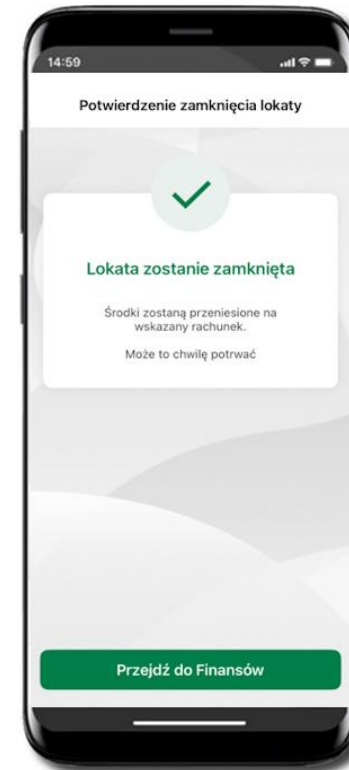 14:59
Potwierdzenie zamknięcia lokaty
Lokata zostanie zamknięta
Środki zostaną przeniesione na
wskazany rachunek.
Może to chwilę potrwać
Przejdź do Finansów